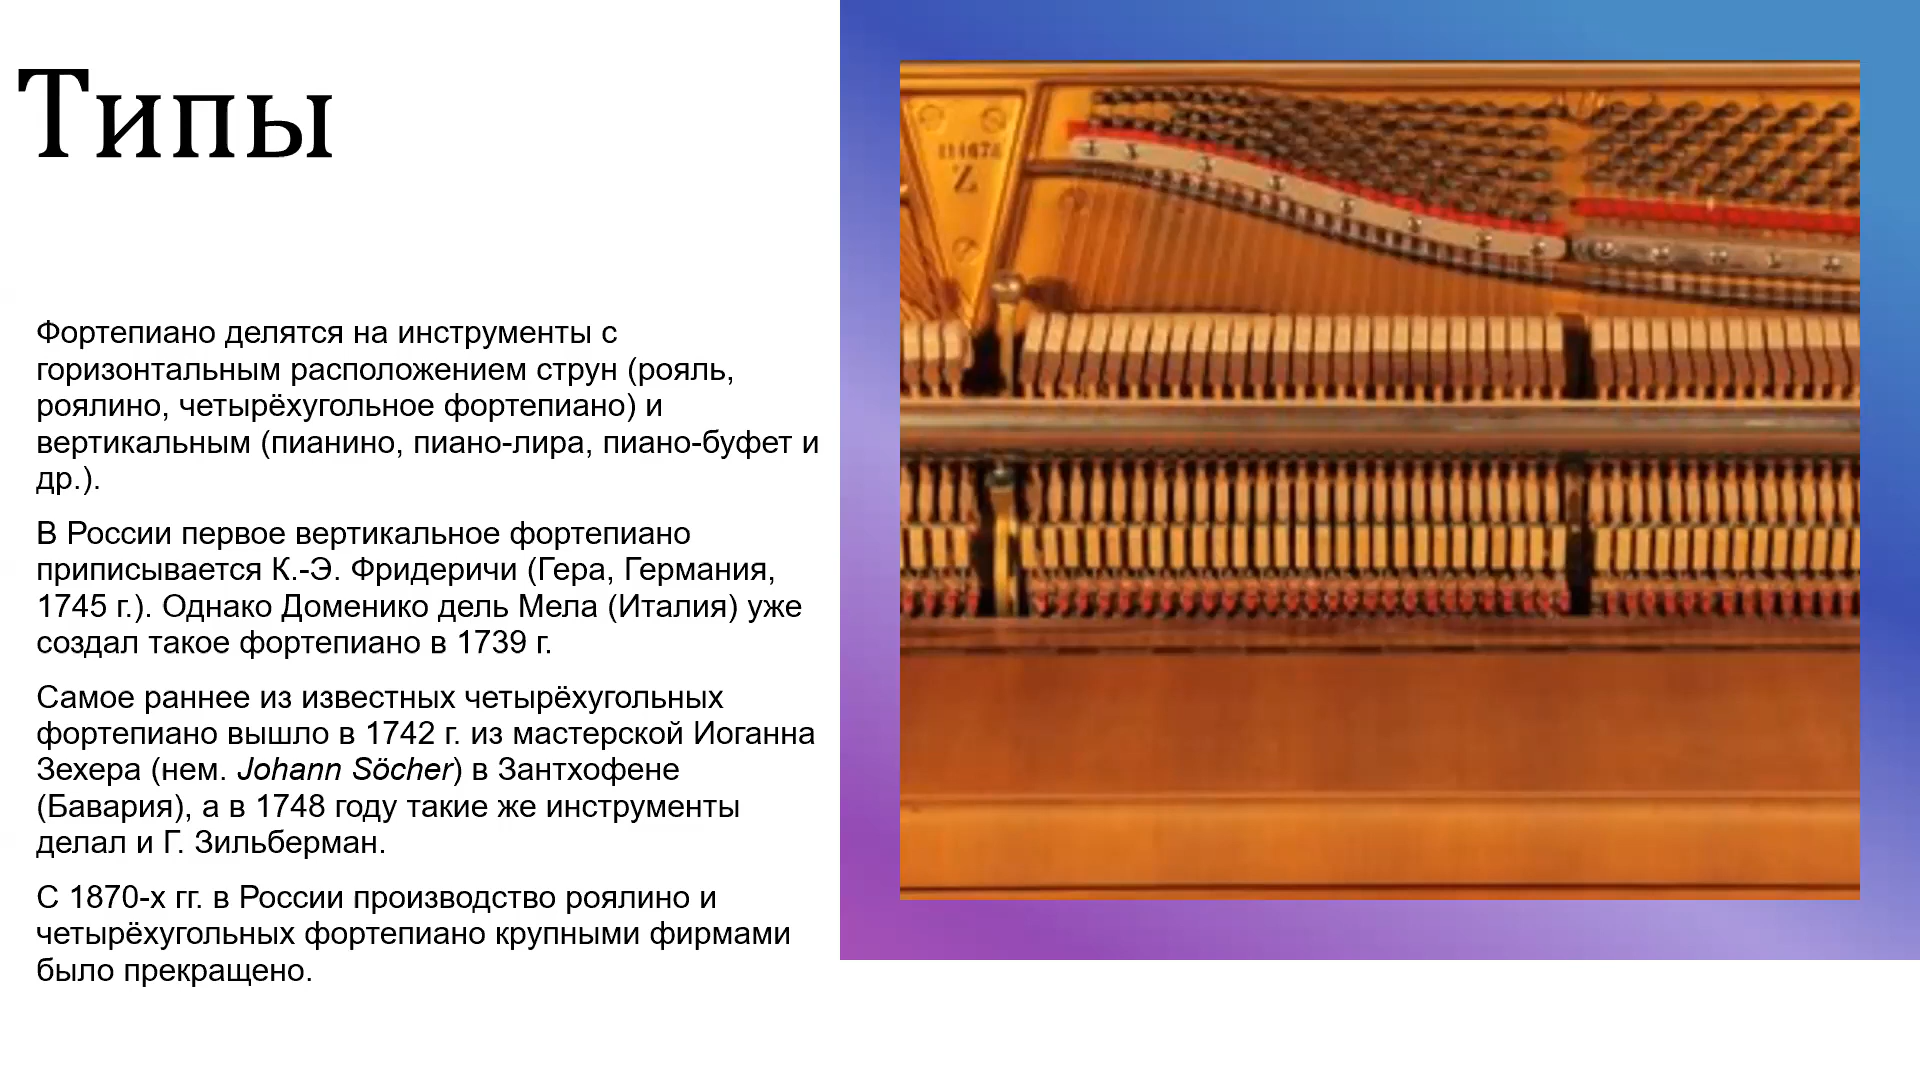 Типы
Фортепиано делятся на инструменты с
горизонтальным расположением струн (рояль,
роялино, четырёхугольное фортепиано) и
вертикальным (пианино, пиано-лира, пиано-буфет и
др.).
В России первое вертикальное фортепиано
приписывается К.-Э. Фридеричи (Гера, Германия,
1745 г.). Однако Доменико дель Мела (Италия) уже
создал такое фортепиано в 1739 г.
Самое раннее из известных четырёхугольных
фортепиано вышло в 1742 г. из мастерской Иоганна
Зехера (нем. Johann Söcher) в Зантхофене
(Бавария), а в 1748 году такие же инструменты
делал и Г. Зильберман.
С 1870-х гг. в России производство роялино и
четырёхугольных фортепиано крупными фирмами
было прекращено.
Z